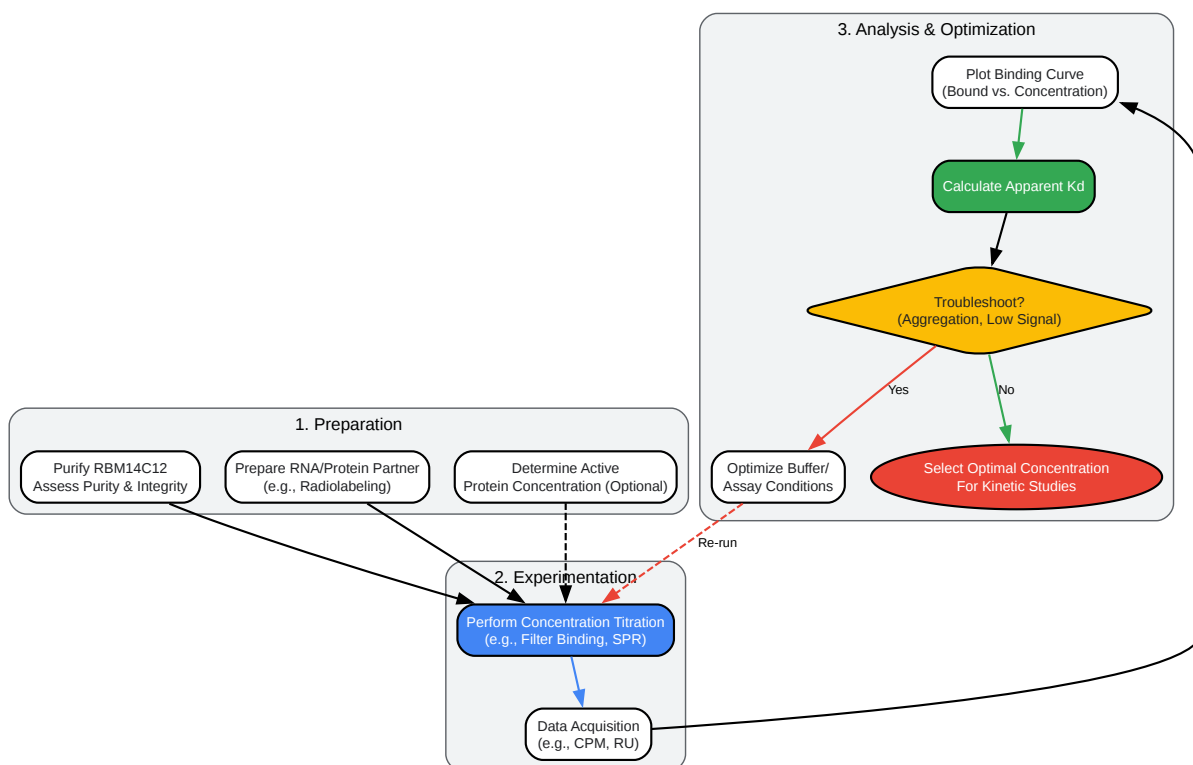 3. Analysis & Optimization
Plot Binding Curve
(Bound vs. Concentration)
Calculate Apparent Kd
Troubleshoot?
(Aggregation, Low Signal)
Yes
No
Optimize Buffer/
Assay Conditions
Select Optimal Concentration
For Kinetic Studies
1. Preparation
Purify RBM14C12
Assess Purity & Integrity
Prepare RNA/Protein Partner
(e.g., Radiolabeling)
Determine Active
Protein Concentration (Optional)
Re-run
2. Experimentation
Perform Concentration Titration
(e.g., Filter Binding, SPR)
Data Acquisition
(e.g., CPM, RU)